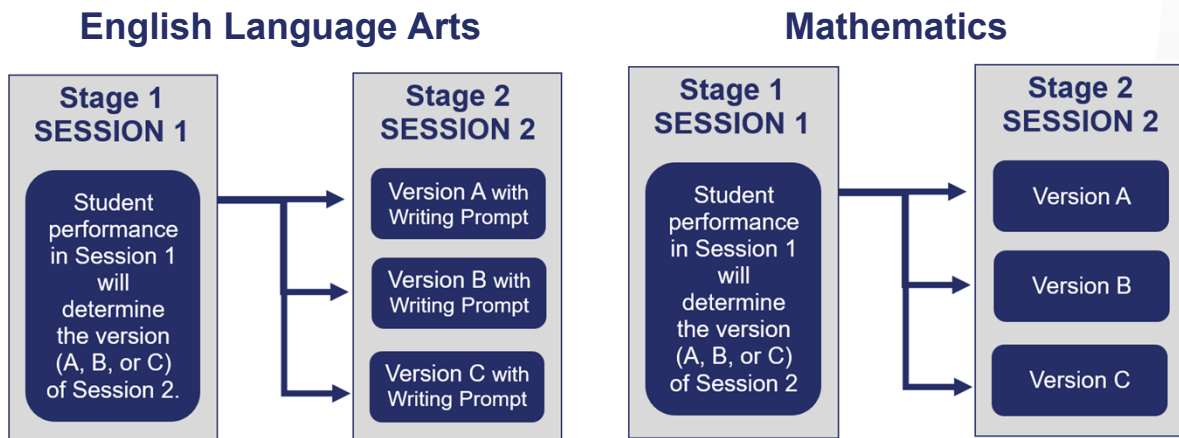 English Language Arts
Stage 1
SESSION 1
Student
performance
in Session 1
will
determine
the version
(A, B, or C)
of Session 2.
Stage 2
SESSION 2
Version A with
Writing Prompt
Version B with
Writing Prompt
Version C with
Writing Prompt
Mathematics
Stage 1
SESSION 1
Student
performance
in Session 1
will
determine
the version
(A, B, or C)
of Session 2
Stage 2
SESSION 2
Version A
Version B
Version C